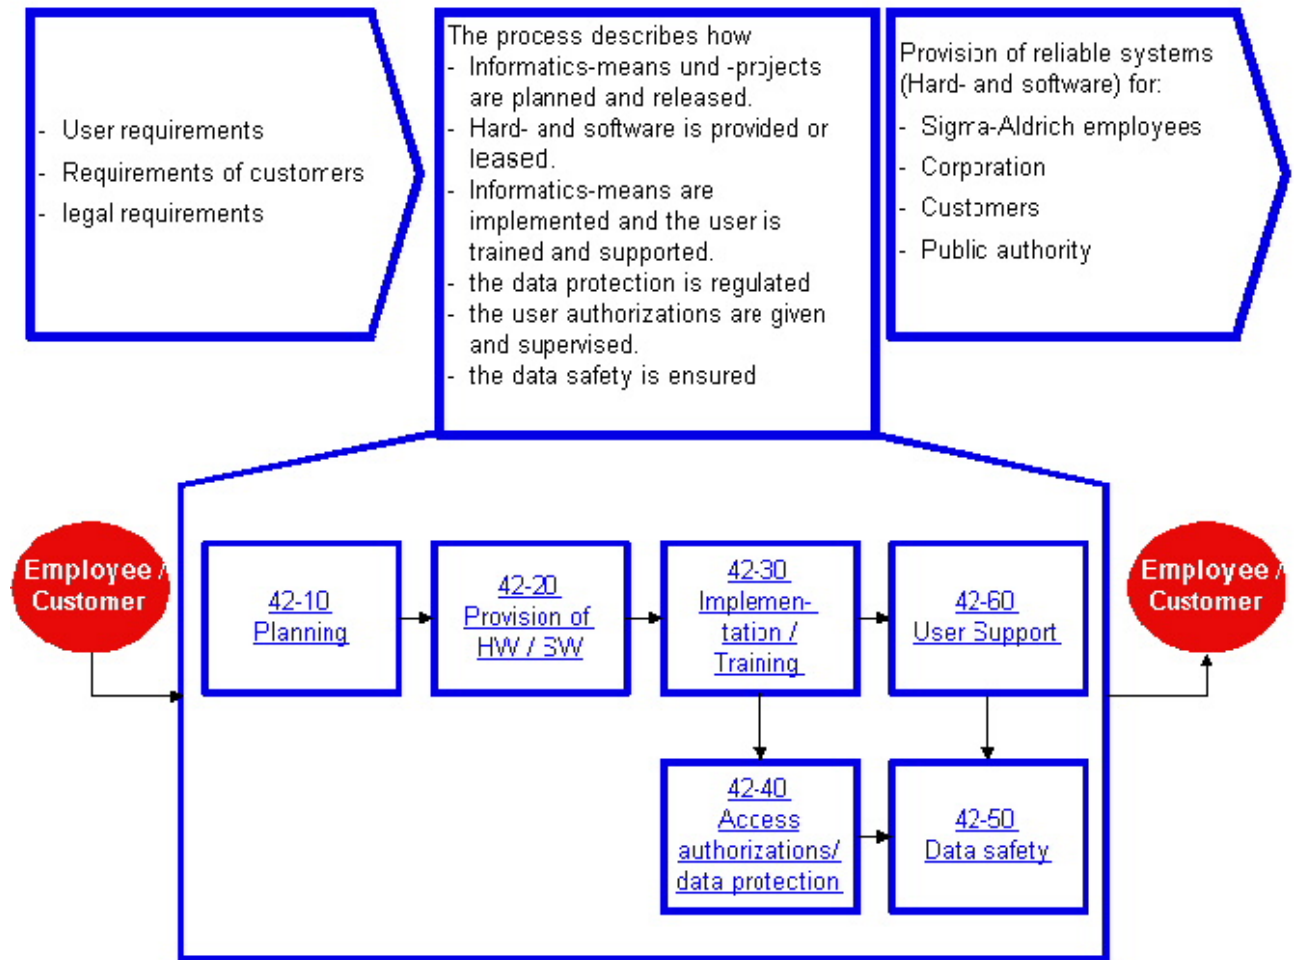 - User requirements
- Requirements of customers
- legal requirements
The process describes how
- Informatics-means und -projects
are planned and released.
- Hard- and software is provided or
leased.
- Informatics-means are
implemented and the user is
trained and supported.
- the data protection is regulated
- the user authorizations are given
and supervised.
- the data safety is ensured
Provision of reliable systems
(Hard- and software) for:
- Sigma-Aldrich employees
- Corporation
- Customers
- Public authority
Employee /
Customer
42-10
Planning
42-20
Provision of
HW / SW
42-30
Implemen-
tation /
Training
42-60
User Support
Employee /
Customer
42-40
Access
authorizations/
data protection
42-50
Data safety